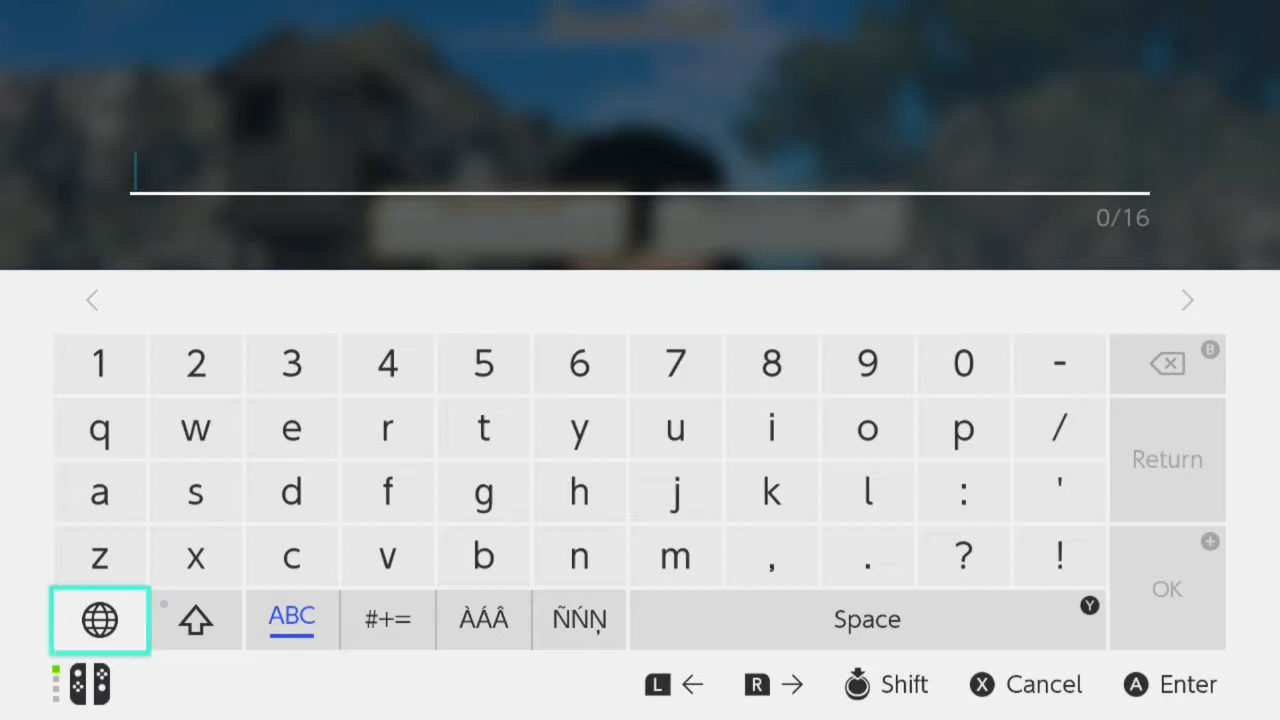 0/16
1 2 3 4 5 6 7 8 9 0 - B
q w e r t y u i o p /
Return
a s d f g h j k l : '
z x c v b n m , . ? !
OK
ABC #+= ÀÁÂ ÑŃŅ Space Y
L ← R → Shift X Cancel A Enter